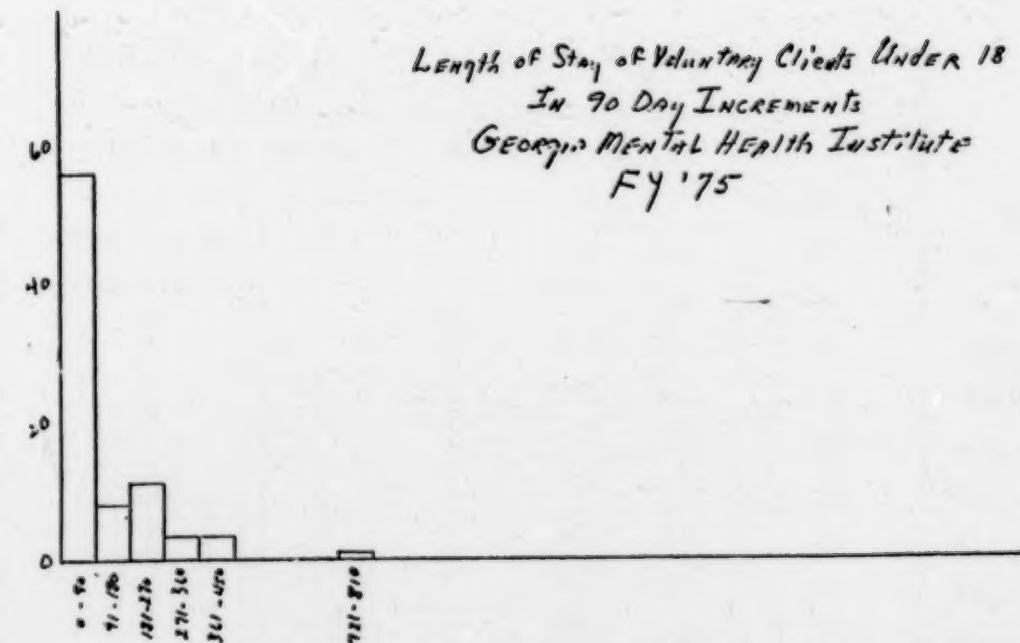 Length of Stay of Voluntary Clients Under 18
In 90 Day Increments
Georgia Mental Health Institute
FY '75
60
40
20
0
0-90
91-180
181-270
271-360
361-450
721-810